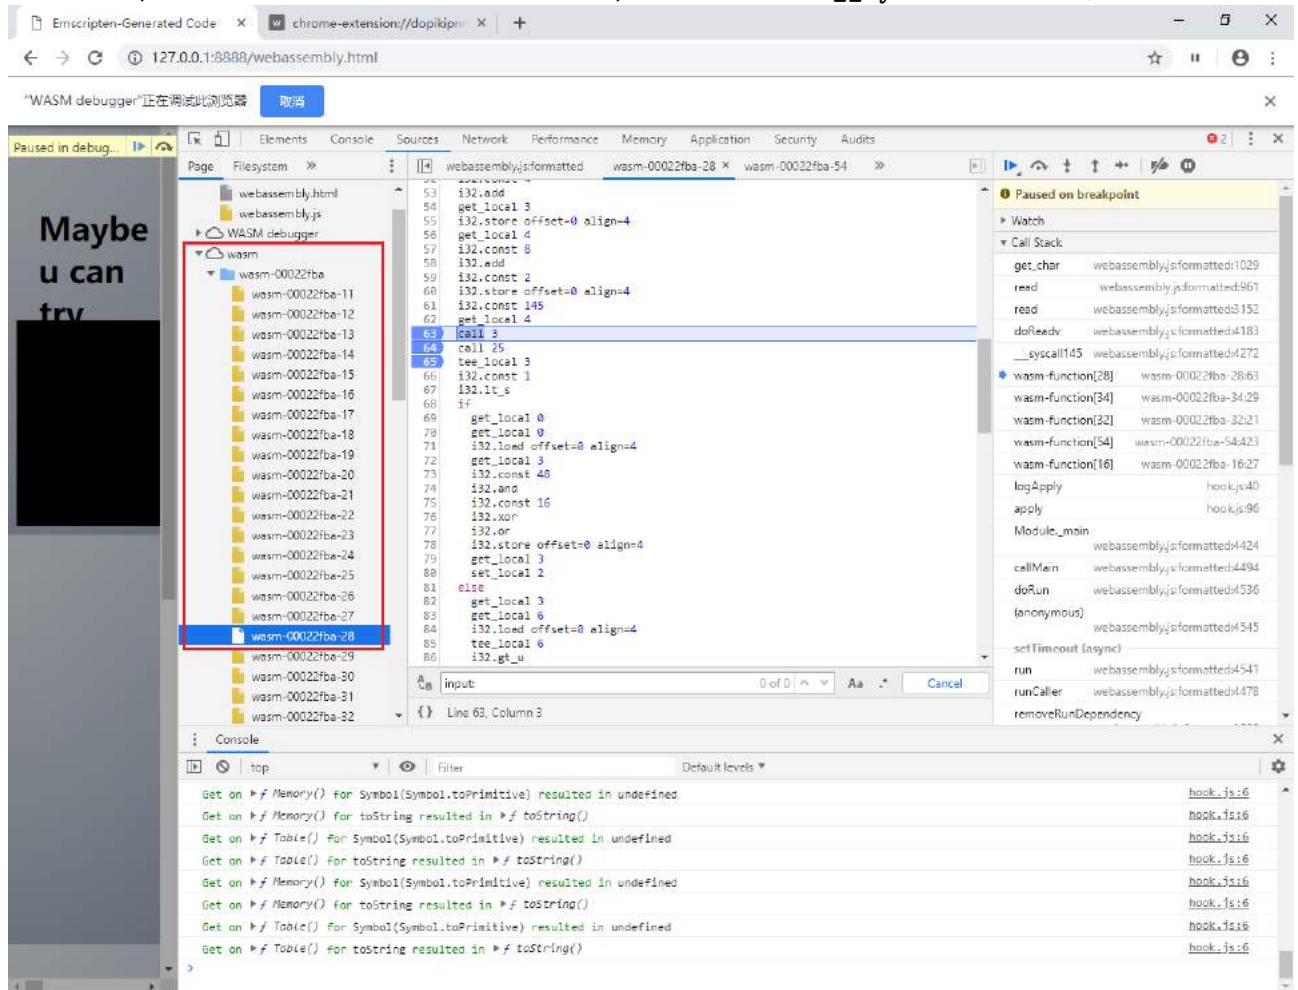 Emscripten-Generated Code × chrome-extension://dopikipn × +
127.0.0.1:8888/webassembly.html
"WASM debugger"正在调试此浏览器 取消
Paused in debug...
Maybe
u can
try
Elements Console Sources Network Performance Memory Application Security Audits 2
Page Filesystem »
webassembly.html
webassembly.js
WASM debugger
wasm
wasm-00022fba
wasm-00022fba-11
wasm-00022fba-12
wasm-00022fba-13
wasm-00022fba-14
wasm-00022fba-15
wasm-00022fba-16
wasm-00022fba-17
wasm-00022fba-18
wasm-00022fba-19
wasm-00022fba-20
wasm-00022fba-21
wasm-00022fba-22
wasm-00022fba-23
wasm-00022fba-24
wasm-00022fba-25
wasm-00022fba-26
wasm-00022fba-27
wasm-00022fba-28
wasm-00022fba-29
wasm-00022fba-30
wasm-00022fba-31
wasm-00022fba-32
webassembly.js:formatted wasm-00022fba-28 × wasm-00022fba-54 »
53 i32.add
54 get_local 3
55 i32.store offset=0 align=4
56 get_local 4
57 i32.const 8
58 i32.add
59 i32.const 2
60 i32.store offset=0 align=4
61 i32.const 145
62 get_local 4
63 call 3
64 call 25
65 tee_local 3
66 i32.const 1
67 i32.lt_s
68 if
69 get_local 0
70 get_local 0
71 i32.load offset=0 align=4
72 get_local 3
73 i32.const 48
74 i32.and
75 i32.const 16
76 i32.xor
77 i32.or
78 i32.store offset=0 align=4
79 get_local 3
80 set_local 2
81 else
82 get_local 3
83 get_local 6
84 i32.load offset=0 align=4
85 tee_local 6
86 i32.gt_u
input: 0 of 0 Aa .* Cancel
{} Line 63, Column 3
Paused on breakpoint
Watch
Call Stack
get_char webassembly.js:formatted:1029
read webassembly.js:formatted:961
read webassembly.js:formatted:3152
doReadv webassembly.js:formatted:4183
___syscall145 webassembly.js:formatted:4272
wasm-function[28] wasm-00022fba-28:63
wasm-function[34] wasm-00022fba-34:29
wasm-function[32] wasm-00022fba-32:21
wasm-function[54] wasm-00022fba-54:423
wasm-function[16] wasm-00022fba-16:27
logApply hook.js:40
apply hook.js:96
Module._main
webassembly.js:formatted:4424
callMain webassembly.js:formatted:4494
doRun webassembly.js:formatted:4536
(anonymous)
webassembly.js:formatted:4545
setTimeout (async)
run webassembly.js:formatted:4541
runCaller webassembly.js:formatted:4478
removeRunDependency
Console ×
top Filter Default levels ▼
Get on ▸ƒ Memory() for Symbol(Symbol.toPrimitive) resulted in undefined hook.js:6
Get on ▸ƒ Memory() for toString resulted in ▸ƒ toString() hook.js:6
Get on ▸ƒ Table() for Symbol(Symbol.toPrimitive) resulted in undefined hook.js:6
Get on ▸ƒ Table() for toString resulted in ▸ƒ toString() hook.js:6
Get on ▸ƒ Memory() for Symbol(Symbol.toPrimitive) resulted in undefined hook.js:6
Get on ▸ƒ Memory() for toString resulted in ▸ƒ toString() hook.js:6
Get on ▸ƒ Table() for Symbol(Symbol.toPrimitive) resulted in undefined hook.js:6
Get on ▸ƒ Table() for toString resulted in ▸ƒ toString() hook.js:6
>